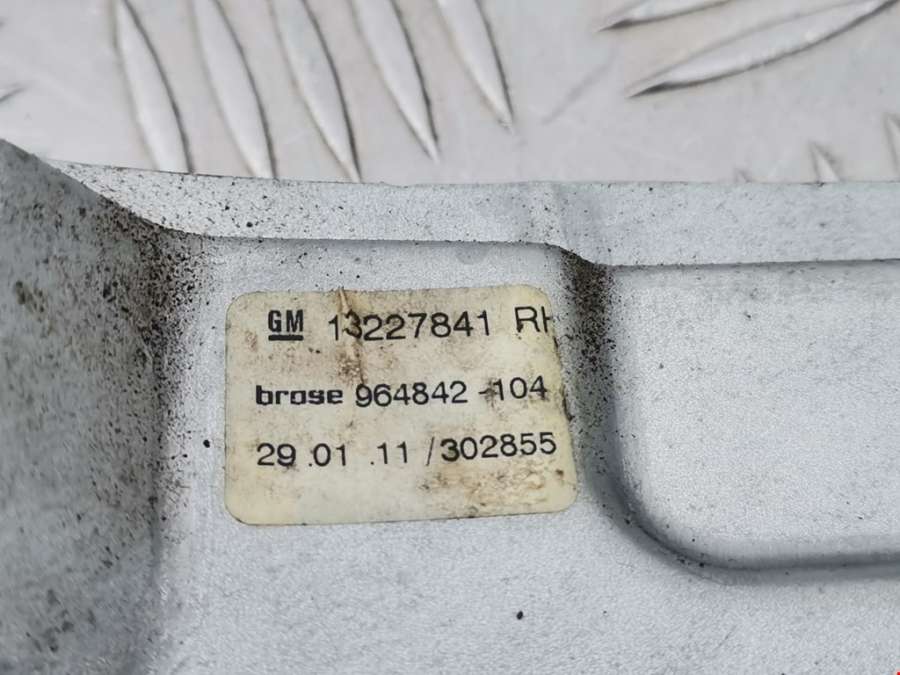 GM 13227841 RH
brose 964842-104
29.01.11/302855